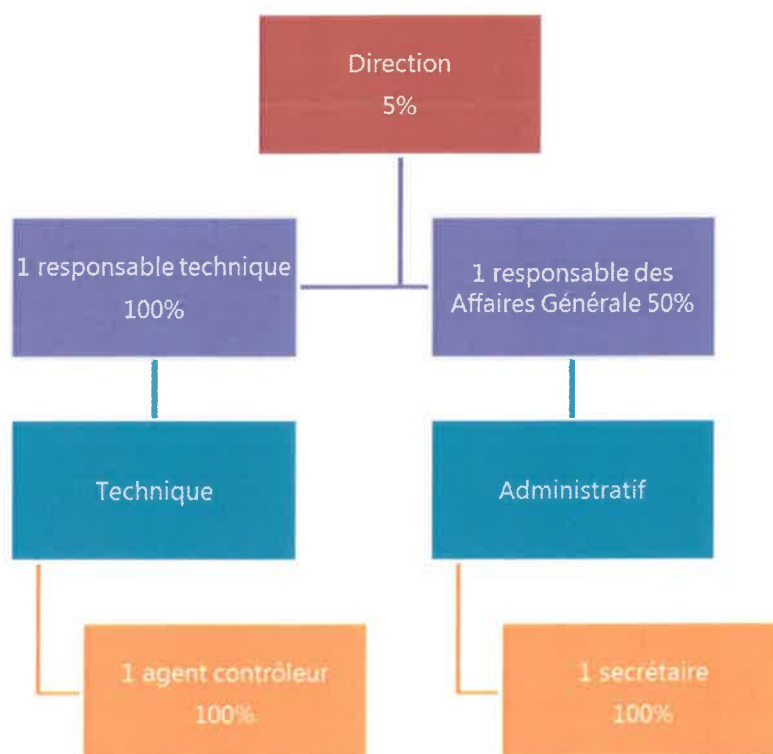 Direction
5%
1 responsable technique
100%
1 responsable des
Affaires Générale 50%
Technique
Administratif
1 agent contrôleur
100%
1 secrétaire
100%